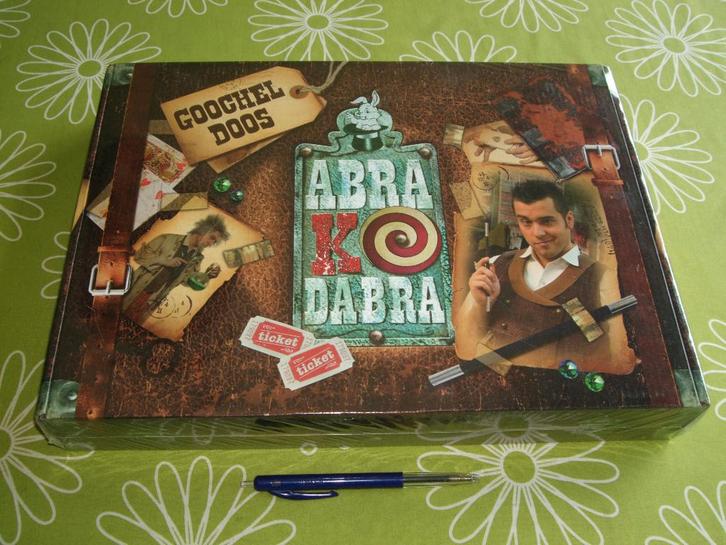 GOOCHEL
DOOS
ABRA
KO
DABRA
ticket
ticket